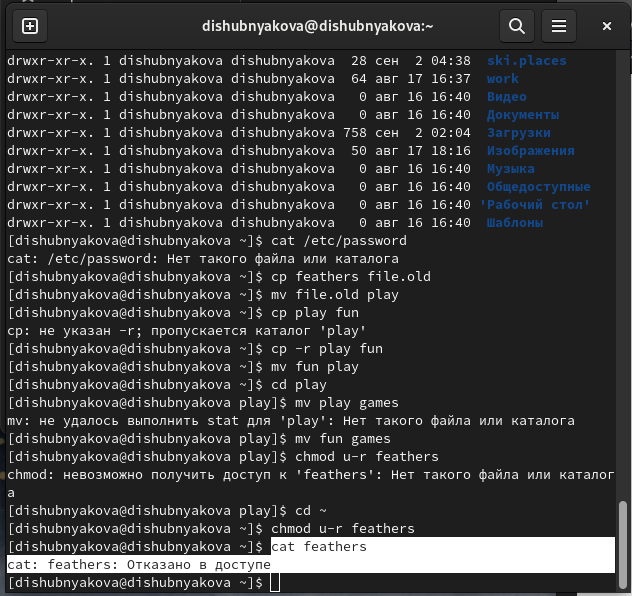 dishubnyakova@dishubnyakova:~
drwxr-xr-x. 1 dishubnyakova dishubnyakova  28 сен  2 04:38  ski.places
drwxr-xr-x. 1 dishubnyakova dishubnyakova  64 авг 17 16:37  work
drwxr-xr-x. 1 dishubnyakova dishubnyakova   0 авг 16 16:40  Видео
drwxr-xr-x. 1 dishubnyakova dishubnyakova   0 авг 16 16:40  Документы
drwxr-xr-x. 1 dishubnyakova dishubnyakova 758 сен  2 02:04  Загрузки
drwxr-xr-x. 1 dishubnyakova dishubnyakova  50 авг 17 18:16  Изображения
drwxr-xr-x. 1 dishubnyakova dishubnyakova   0 авг 16 16:40  Музыка
drwxr-xr-x. 1 dishubnyakova dishubnyakova   0 авг 16 16:40  Общедоступные
drwxr-xr-x. 1 dishubnyakova dishubnyakova   0 авг 16 16:40 'Рабочий стол'
drwxr-xr-x. 1 dishubnyakova dishubnyakova   0 авг 16 16:40  Шаблоны
[dishubnyakova@dishubnyakova ~]$ cat /etc/password
cat: /etc/password: Нет такого файла или каталога
[dishubnyakova@dishubnyakova ~]$ cp feathers file.old
[dishubnyakova@dishubnyakova ~]$ mv file.old play
[dishubnyakova@dishubnyakova ~]$ cp play fun
cp: не указан -r; пропускается каталог 'play'
[dishubnyakova@dishubnyakova ~]$ cp -r play fun
[dishubnyakova@dishubnyakova ~]$ mv fun play
[dishubnyakova@dishubnyakova ~]$ cd play
[dishubnyakova@dishubnyakova play]$ mv play games
mv: не удалось выполнить stat для 'play': Нет такого файла или каталога
[dishubnyakova@dishubnyakova play]$ mv fun games
[dishubnyakova@dishubnyakova play]$ chmod u-r feathers
chmod: невозможно получить доступ к 'feathers': Нет такого файла или каталог
а
[dishubnyakova@dishubnyakova play]$ cd ~
[dishubnyakova@dishubnyakova ~]$ chmod u-r feathers
[dishubnyakova@dishubnyakova ~]$ cat feathers
cat: feathers: Отказано в доступе
[dishubnyakova@dishubnyakova ~]$